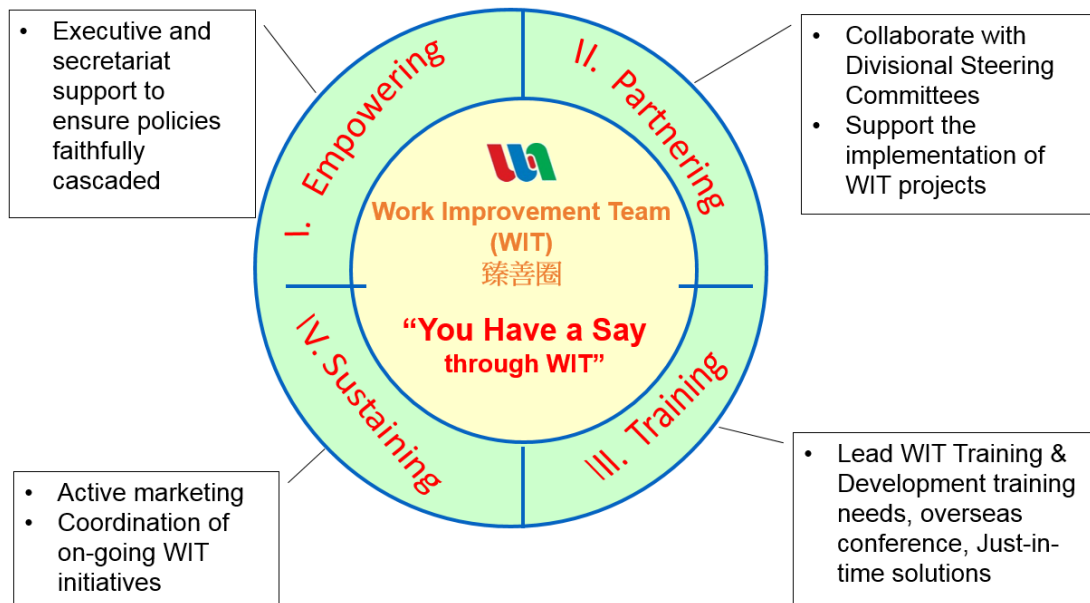 • Executive and
secretariat
support to
ensure policies
faithfully
cascaded
I. Empowering
II. Partnering
• Collaborate with
Divisional Steering
Committees
• Support the
implementation of
WIT projects
Work Improvement Team
(WIT)
臻善圈
“You Have a Say
through WIT”
IV. Sustaining
III. Training
• Active marketing
• Coordination of
on-going WIT
initiatives
• Lead WIT Training &
Development training
needs, overseas
conference, Just-in-
time solutions